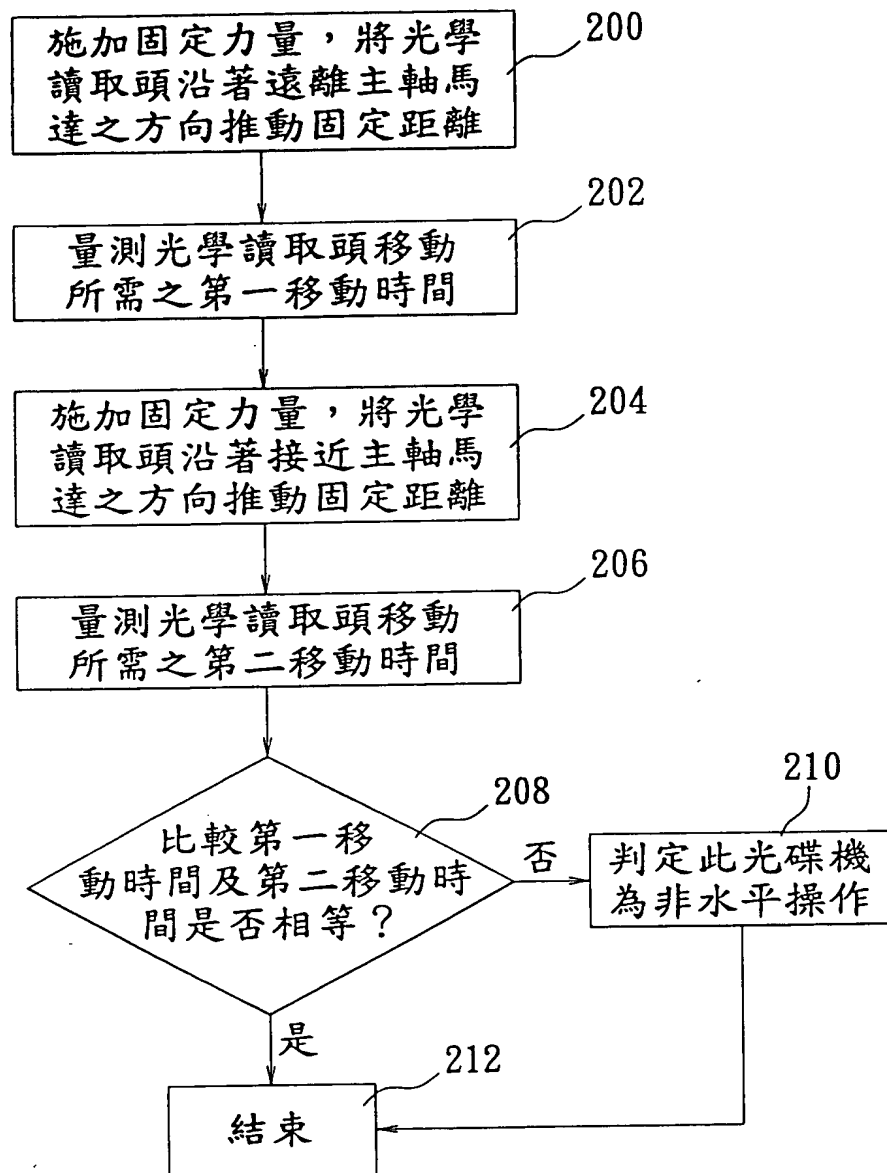 施加固定力量，將光學
讀取頭沿著遠離主軸馬
達之方向推動固定距離
200
量測光學讀取頭移動
所需之第一移動時間
202
施加固定力量，將光學
讀取頭沿著接近主軸馬
達之方向推動固定距離
204
量測光學讀取頭移動
所需之第二移動時間
206
比較第一移
動時間及第二移動時
間是否相等？
208
否
判定此光碟機
為非水平操作
210
是
結束
212